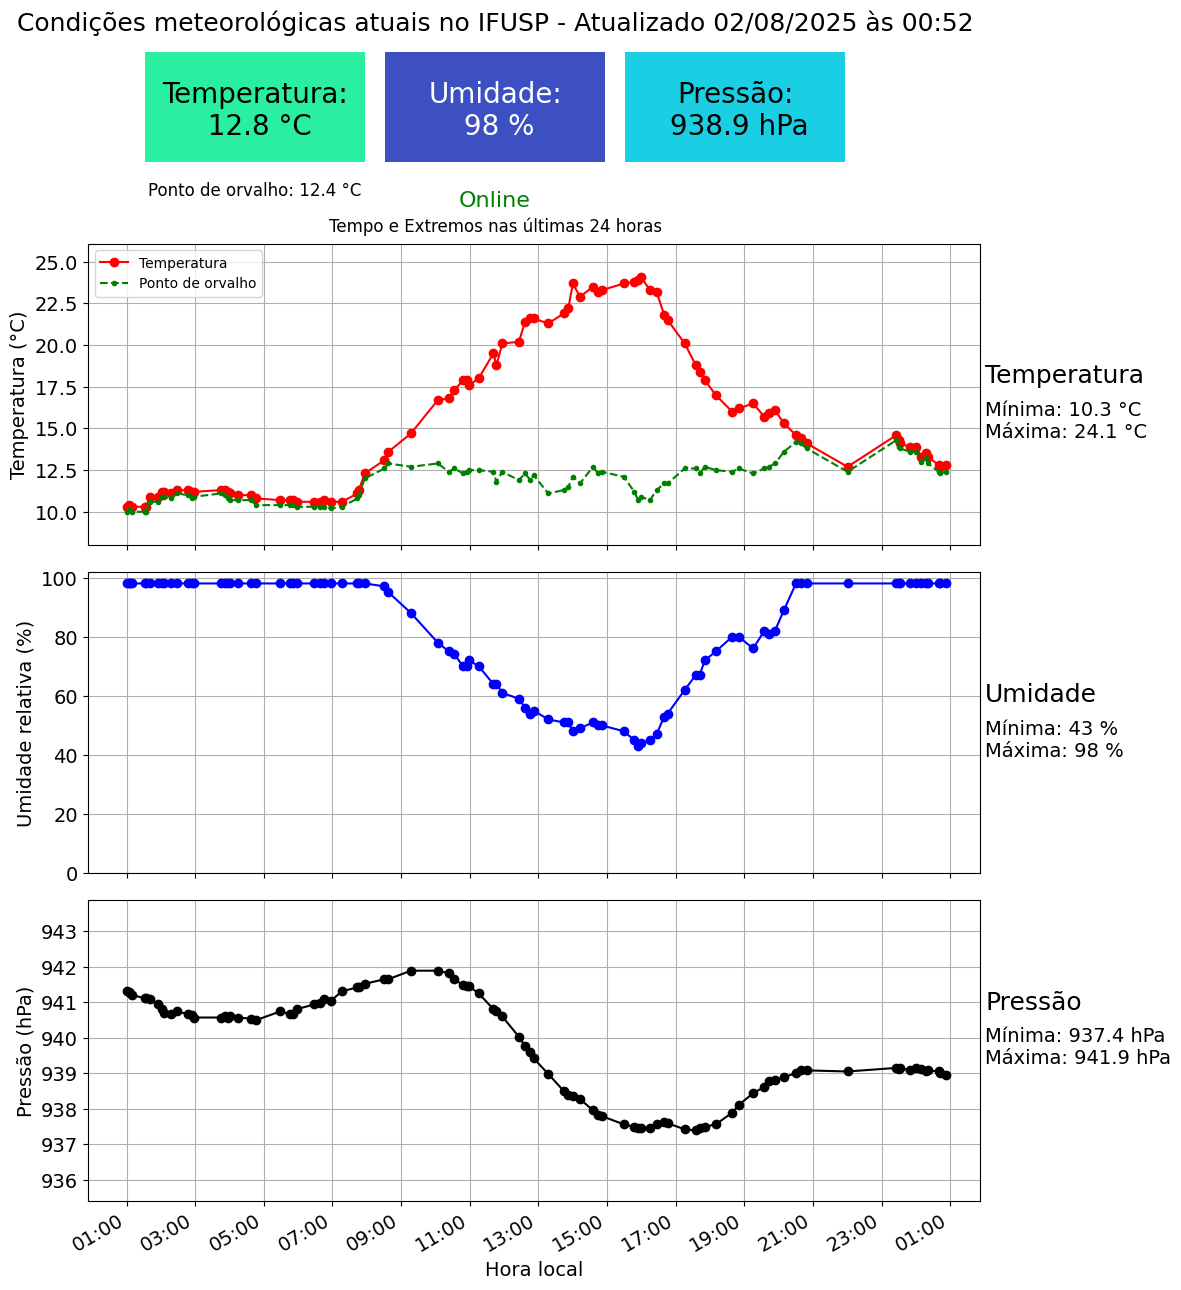 Condições meteorológicas atuais no IFUSP - Atualizado 02/08/2025 às 00:52
Temperatura:
12.8 °C
Umidade:
98 %
Pressão:
938.9 hPa
Ponto de orvalho: 12.4 °C
Online
Tempo e Extremos nas últimas 24 horas
Temperatura
Ponto de orvalho
Temperatura (°C)
25.0
22.5
20.0
17.5
15.0
12.5
10.0
Temperatura
Mínima: 10.3 °C
Máxima: 24.1 °C
Umidade relativa (%)
100
80
60
40
20
0
Umidade
Mínima: 43 %
Máxima: 98 %
Pressão (hPa)
943
942
941
940
939
938
937
936
Pressão
Mínima: 937.4 hPa
Máxima: 941.9 hPa
01:00
03:00
05:00
07:00
09:00
11:00
13:00
15:00
17:00
19:00
21:00
23:00
01:00
Hora local